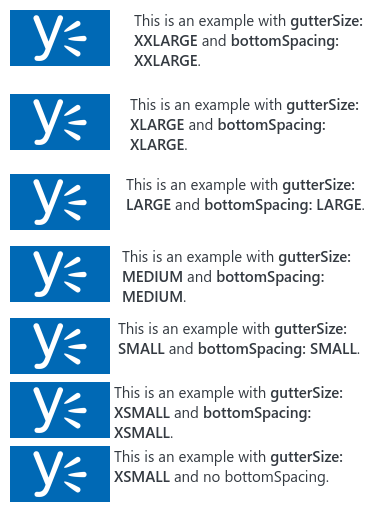 This is an example with gutterSize:
XXLARGE and bottomSpacing:
XXLARGE.
This is an example with gutterSize:
XLARGE and bottomSpacing:
XLARGE.
This is an example with gutterSize:
LARGE and bottomSpacing: LARGE.
This is an example with gutterSize:
MEDIUM and bottomSpacing:
MEDIUM.
This is an example with gutterSize:
SMALL and bottomSpacing: SMALL.
This is an example with gutterSize:
XSMALL and bottomSpacing:
XSMALL.
This is an example with gutterSize:
XSMALL and no bottomSpacing.